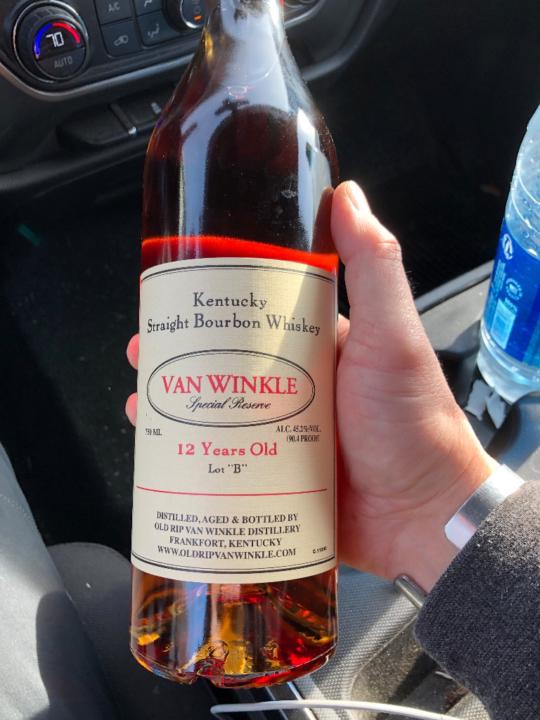 A/C
70
AUTO
Kentucky
Straight Bourbon Whiskey
VAN WINKLE
Special Reserve
750 ML
ALC. 45.2%/VOL.
(90.4 PROOF)
12 Years Old
Lot "B"
DISTILLED, AGED & BOTTLED BY
OLD RIP VAN WINKLE DISTILLERY
FRANKFORT, KENTUCKY
WWW.OLDRIPVANWINKLE.COM